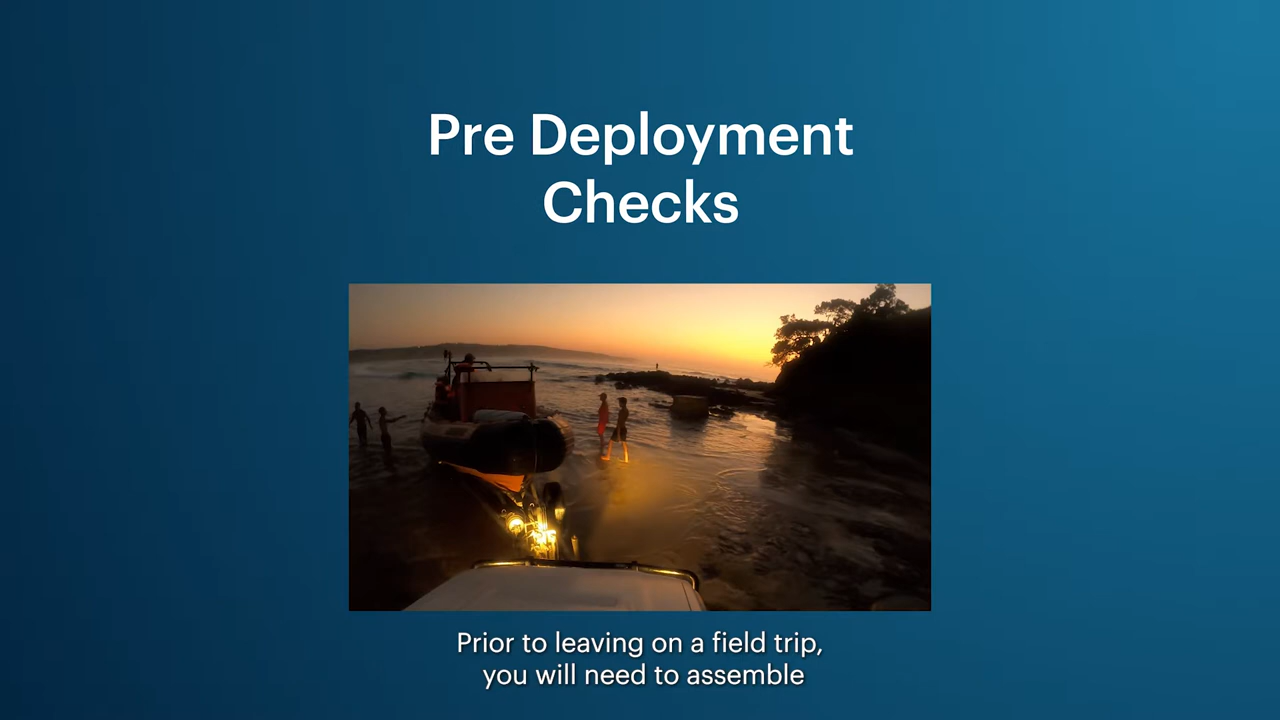 Pre Deployment
Checks
Prior to leaving on a field trip,
you will need to assemble